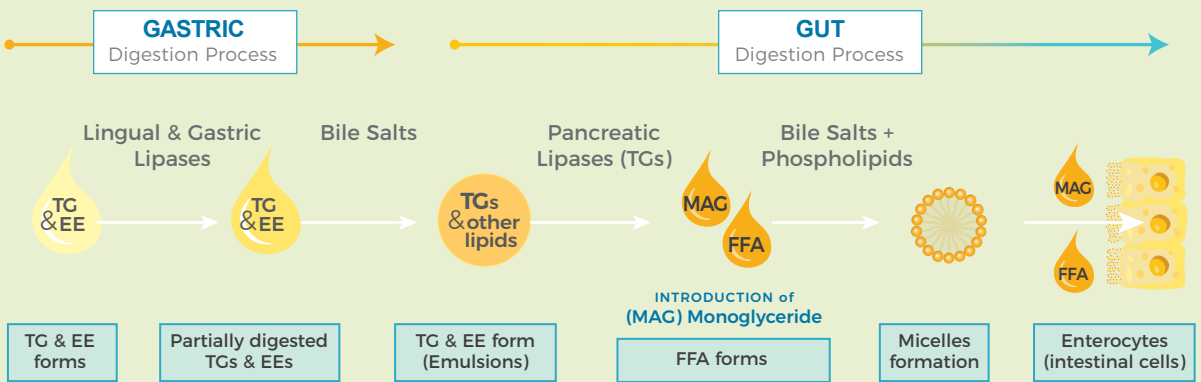 GASTRIC
Digestion Process
GUT
Digestion Process
Lingual & Gastric
Lipases
Bile Salts
Pancreatic
Lipases (TGs)
Bile Salts +
Phospholipids
TG
&EE
TG
&EE
TGs
& other
lipids
MAG
FFA
MAG
FFA
INTRODUCTION of
(MAG) Monoglyceride
TG & EE
forms
Partially digested
TGs & EEs
TG & EE form
(Emulsions)
FFA forms
Micelles
formation
Enterocytes
(intestinal cells)